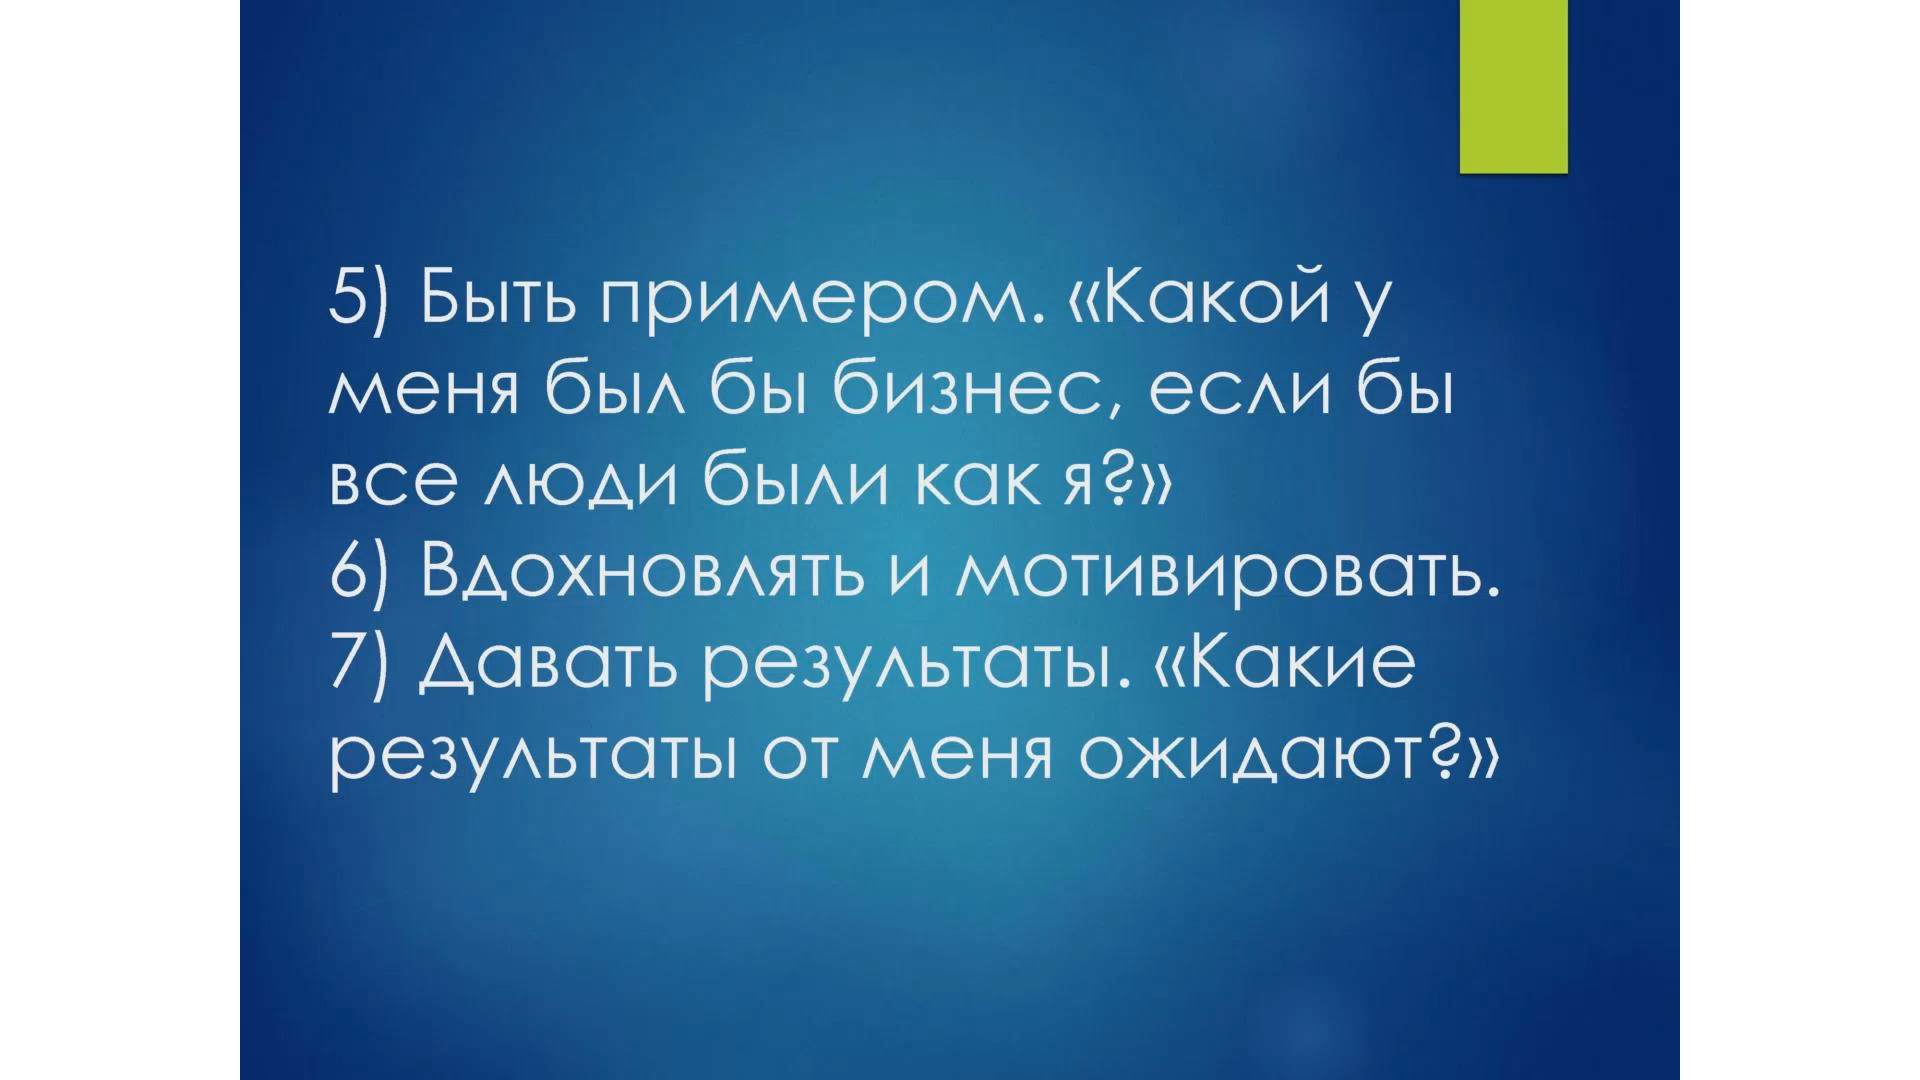 5) Быть примером. «Какой у
меня был бы бизнес, если бы
все люди были как я?»
6) Вдохновлять и мотивировать.
7) Давать результаты. «Какие
результаты от меня ожидают?»